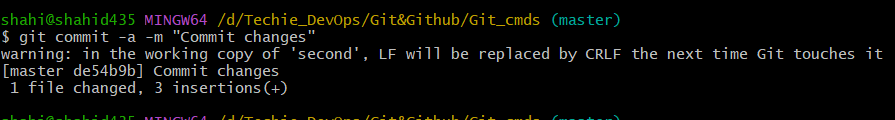 shahi@shahid435 MINGW64 /d/Techie_DevOps/Git&Github/Git_cmds (master)
$ git commit -a -m "Commit changes"
warning: in the working copy of 'second', LF will be replaced by CRLF the next time Git touches it
[master de54b9b] Commit changes
 1 file changed, 3 insertions(+)
shahi@shahid435 MINGW64 /d/Techie_DevOps/Git&Github/Git_cmds (master)